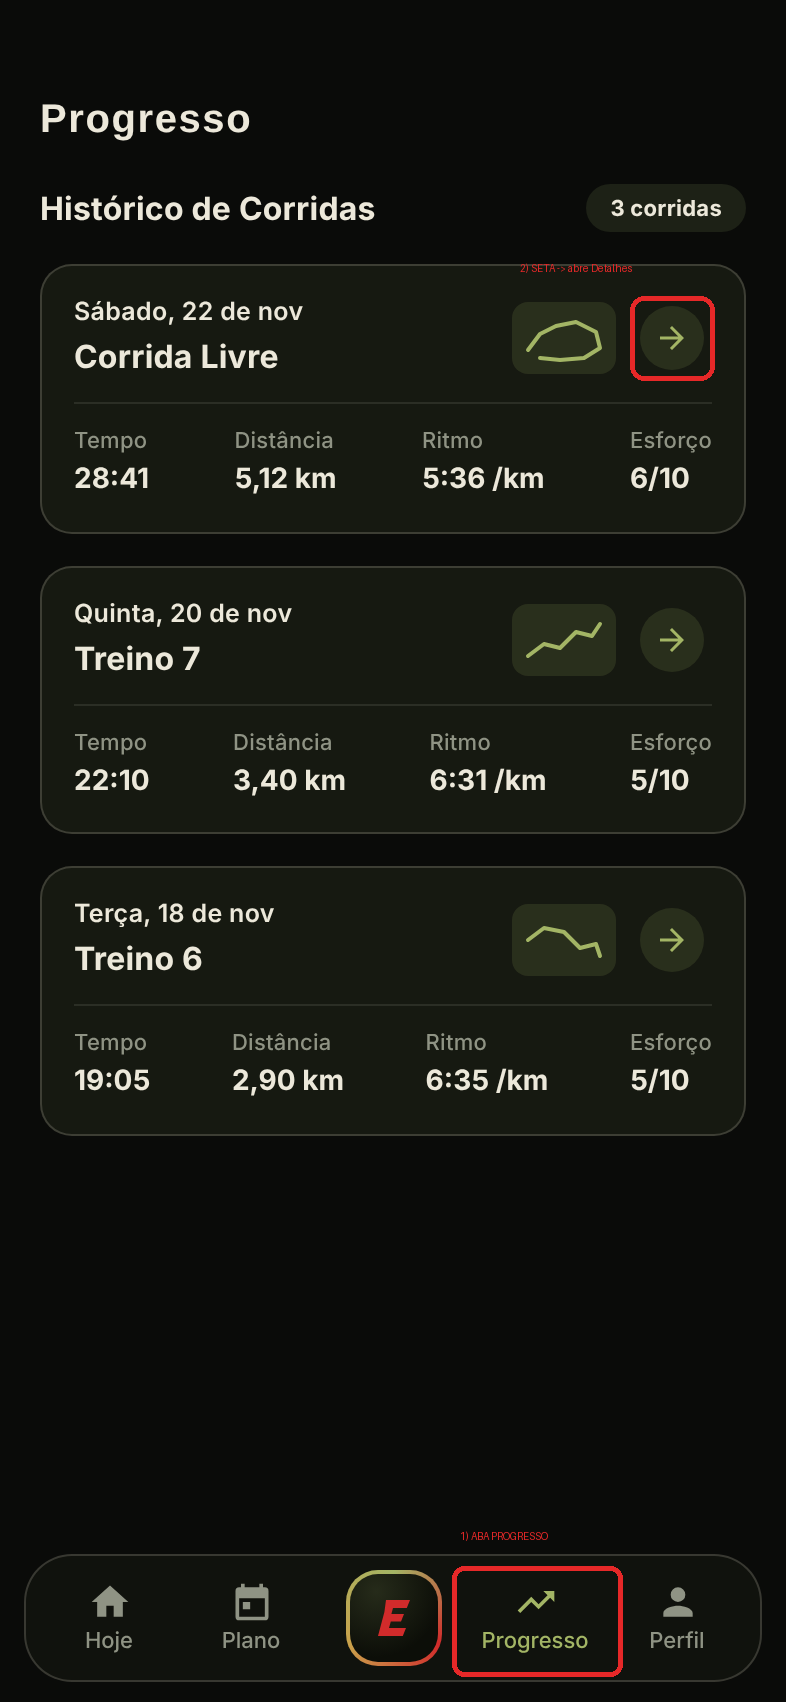 Progresso
Histórico de Corridas
3 corridas
2) SETA -> abre Detalhes
Sábado, 22 de nov
Corrida Livre
Tempo Distância Ritmo Esforço
28:41 5,12 km 5:36 /km 6/10
Quinta, 20 de nov
Treino 7
Tempo Distância Ritmo Esforço
22:10 3,40 km 6:31 /km 5/10
Terça, 18 de nov
Treino 6
Tempo Distância Ritmo Esforço
19:05 2,90 km 6:35 /km 5/10
1) ABA PROGRESSO
E
Hoje Plano Progresso Perfil